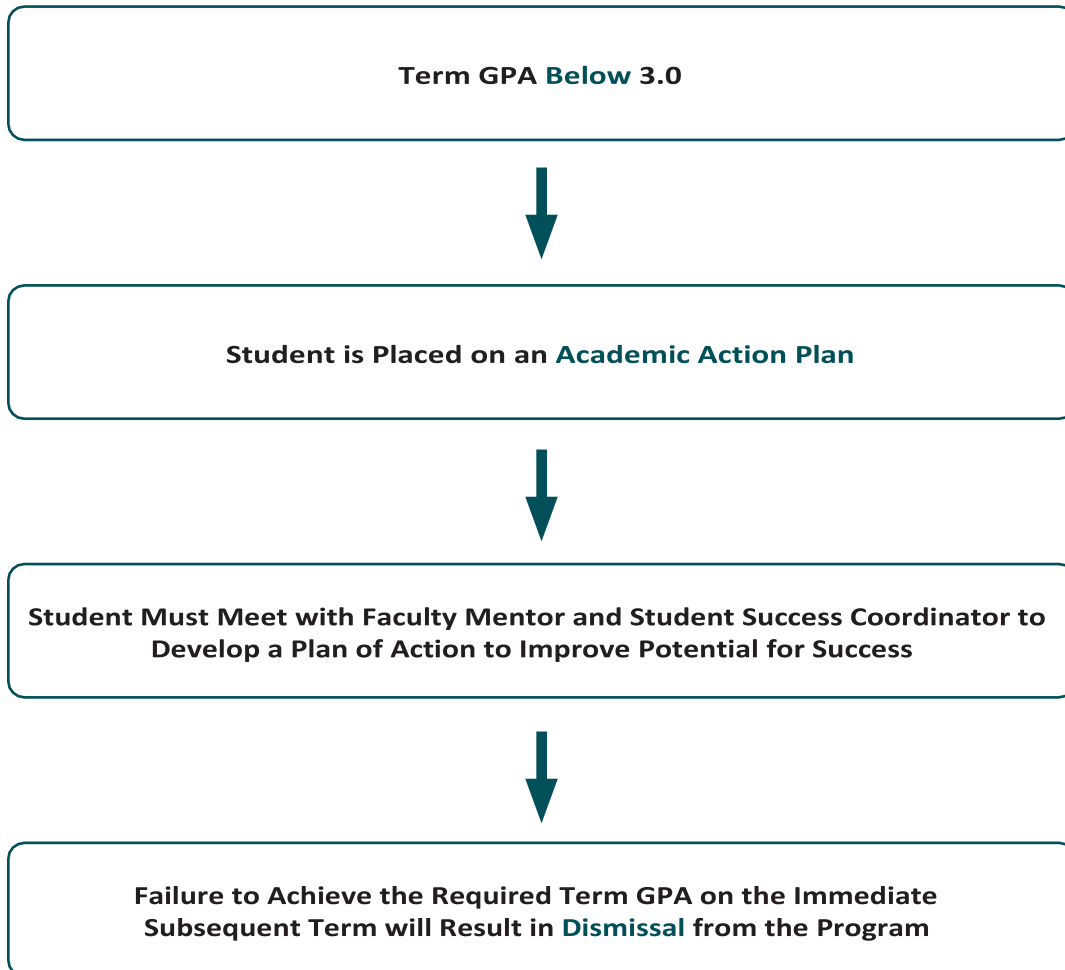 Term GPA Below 3.0
Student is Placed on an Academic Action Plan
Student Must Meet with Faculty Mentor and Student Success Coordinator to
Develop a Plan of Action to Improve Potential for Success
Failure to Achieve the Required Term GPA on the Immediate
Subsequent Term will Result in Dismissal from the Program